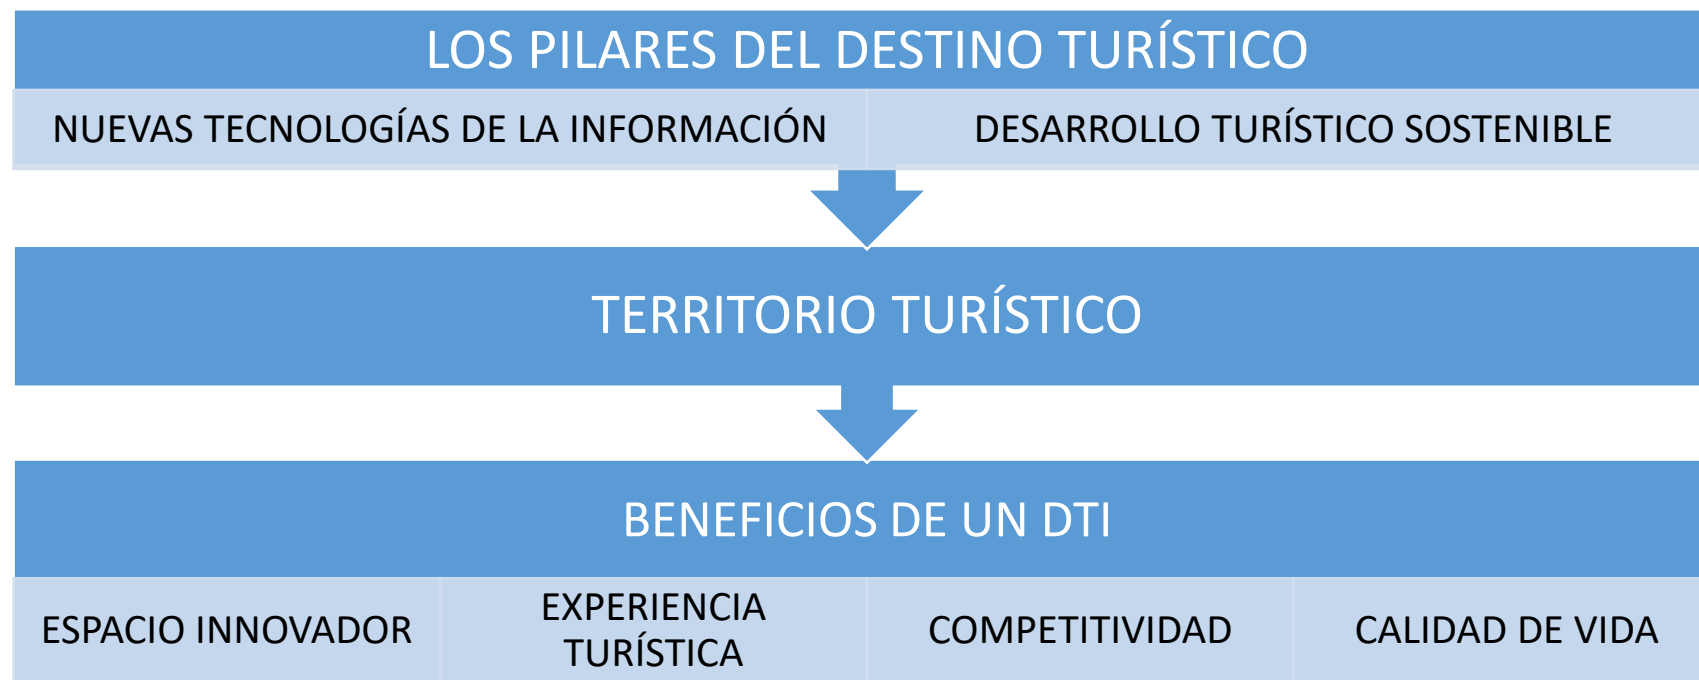 LOS PILARES DEL DESTINO TURÍSTICO
NUEVAS TECNOLOGÍAS DE LA INFORMACIÓN
DESARROLLO TURÍSTICO SOSTENIBLE
TERRITORIO TURÍSTICO
BENEFICIOS DE UN DTI
ESPACIO INNOVADOR
EXPERIENCIA
TURÍSTICA
COMPETITIVIDAD
CALIDAD DE VIDA